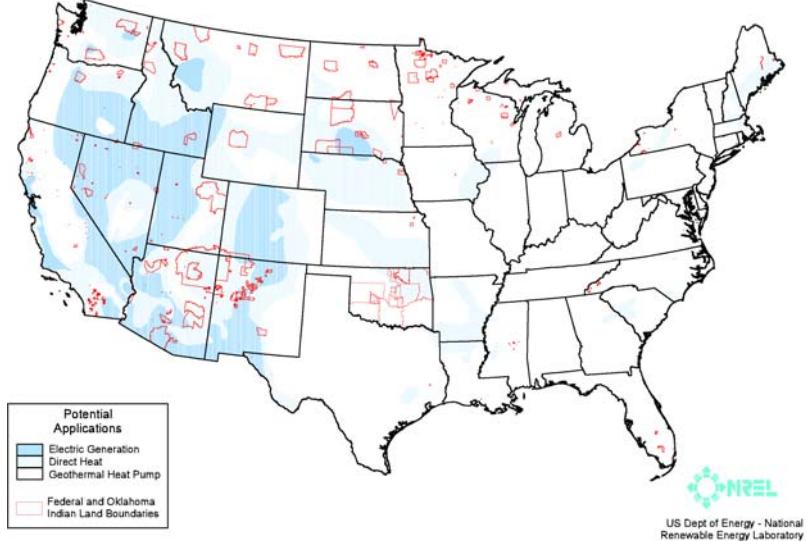 Potential
Applications
Electric Generation
Direct Heat
Geothermal Heat Pump
Federal and Oklahoma
Indian Land Boundaries
NREL
US Dept of Energy - National
Renewable Energy Laboratory